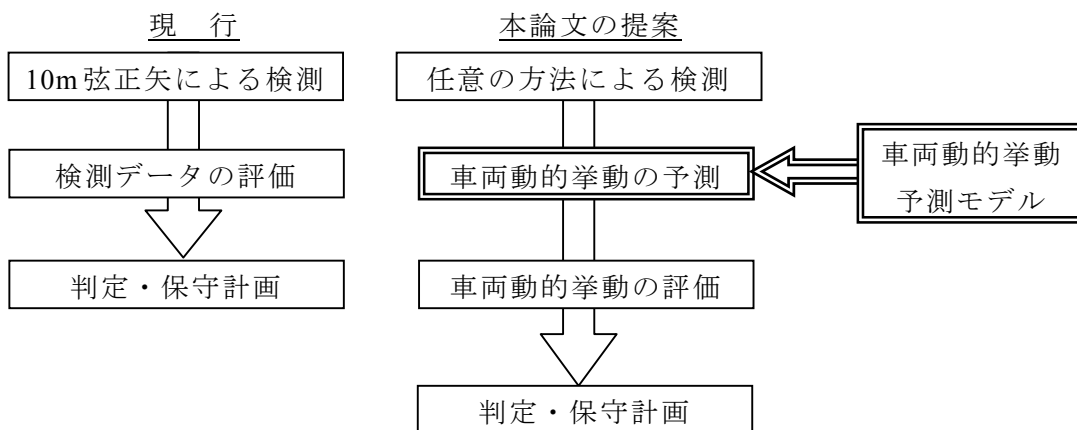 現 行
10m弦正矢による検測
検測データの評価
判定・保守計画
本論文の提案
任意の方法による検測
車両動的挙動の予測
車両動的挙動の評価
判定・保守計画
車両動的挙動
予測モデル